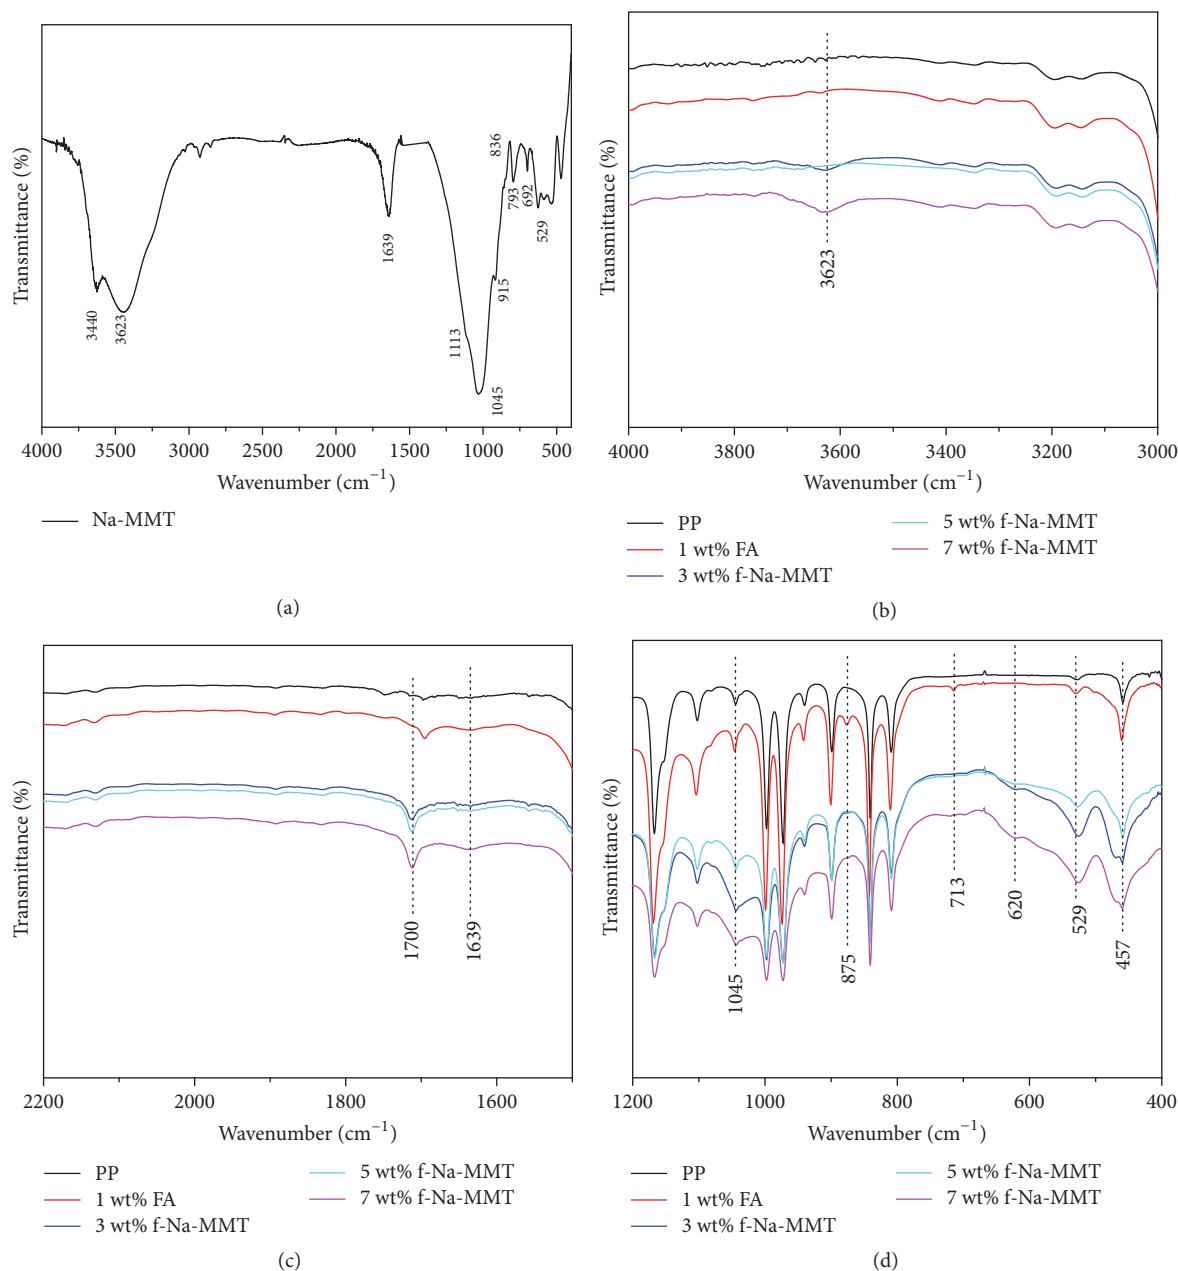 Transmittance (%)
3440
3623
1639
1113
1045
915
836
793
692
529
4000 3500 3000 2500 2000 1500 1000 500
Wavenumber (cm⁻¹)
Na-MMT
(a)
Transmittance (%)
3623
4000 3800 3600 3400 3200 3000
Wavenumber (cm⁻¹)
PP
1 wt% FA
3 wt% f-Na-MMT
5 wt% f-Na-MMT
7 wt% f-Na-MMT
(b)
Transmittance (%)
1700
1639
2200 2000 1800 1600
Wavenumber (cm⁻¹)
PP
1 wt% FA
3 wt% f-Na-MMT
5 wt% f-Na-MMT
7 wt% f-Na-MMT
(c)
Transmittance (%)
1045
875
713
620
529
457
1200 1000 800 600 400
Wavenumber (cm⁻¹)
PP
1 wt% FA
3 wt% f-Na-MMT
5 wt% f-Na-MMT
7 wt% f-Na-MMT
(d)